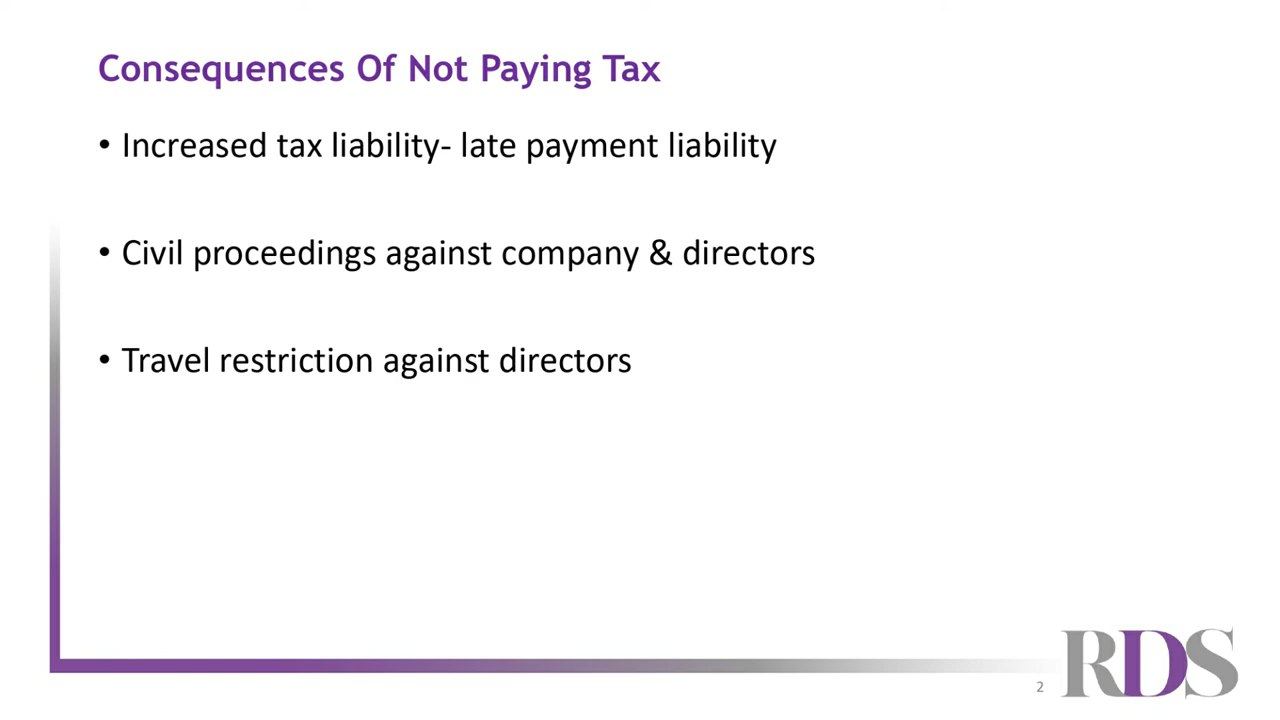 Consequences Of Not Paying Tax
• Increased tax liability- late payment liability
• Civil proceedings against company & directors
• Travel restriction against directors
2
RDS